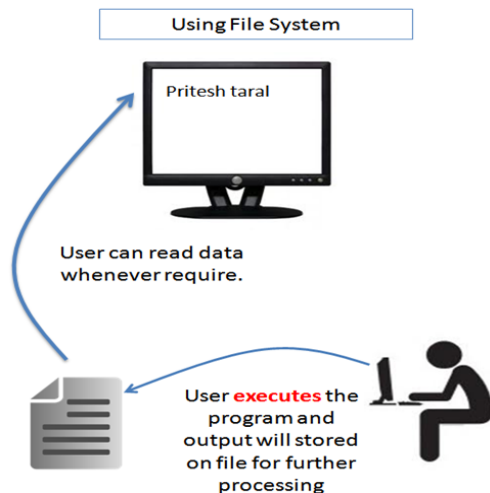 Using File System
Pritesh taral
User can read data
whenever require.
User executes the
program and
output will stored
on file for further
processing